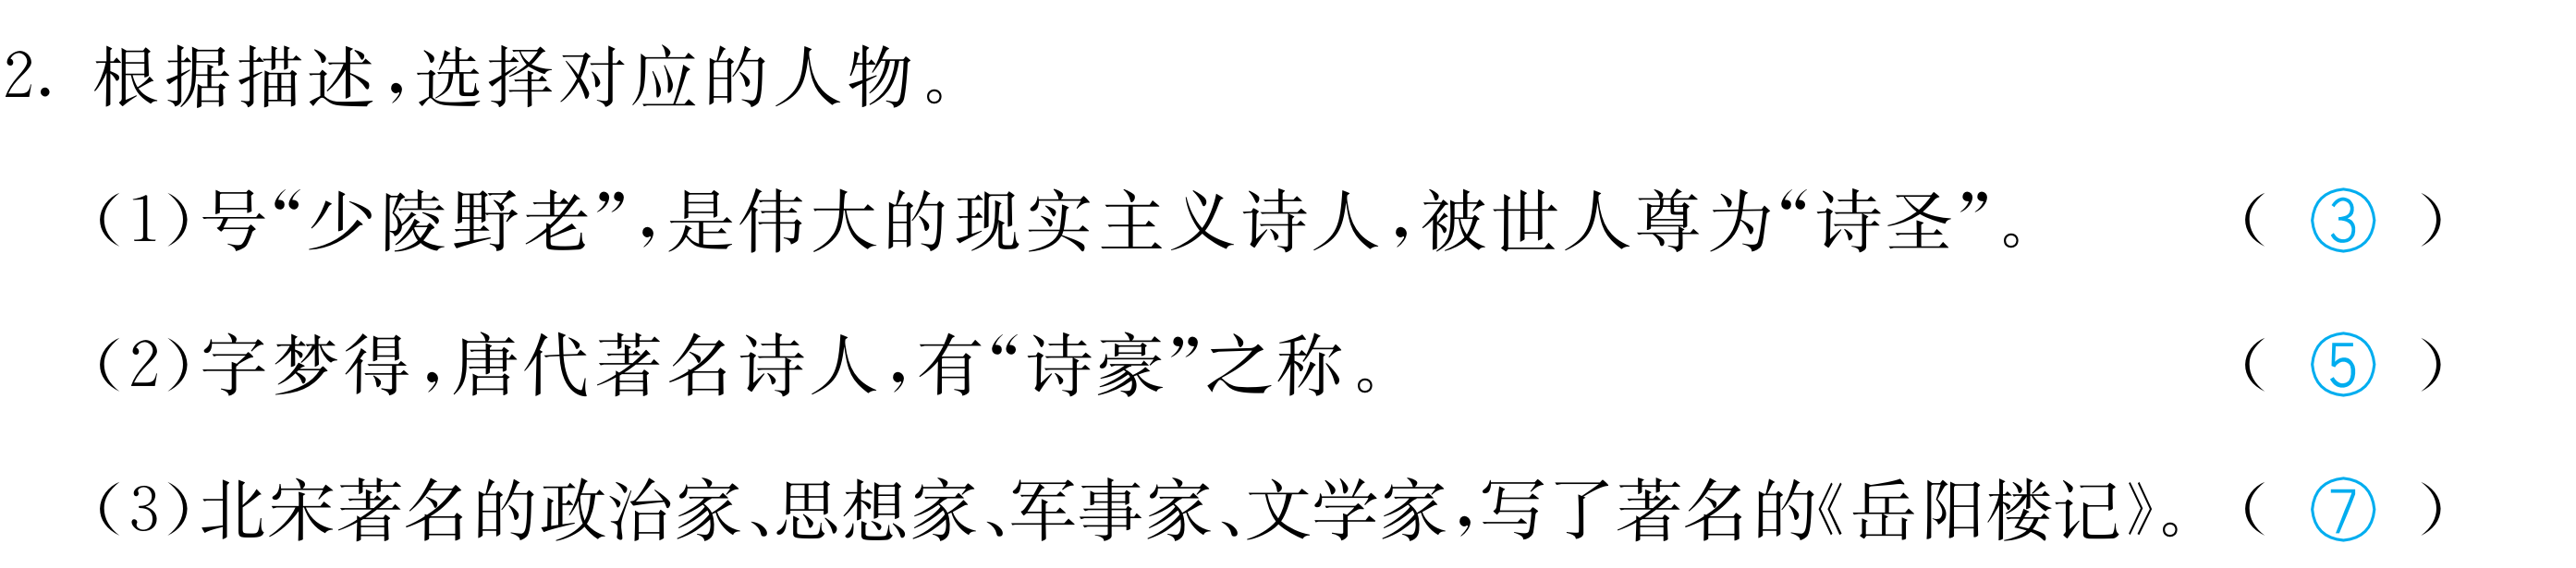 2. 根据描述,选择对应的人物。
(1)号“少陵野老”,是伟大的现实主义诗人,被世人尊为“诗圣”。 ( ③ )
(2)字梦得,唐代著名诗人,有“诗豪”之称。 ( ⑤ )
(3)北宋著名的政治家、思想家、军事家、文学家,写了著名的《岳阳楼记》。 ( ⑦ )